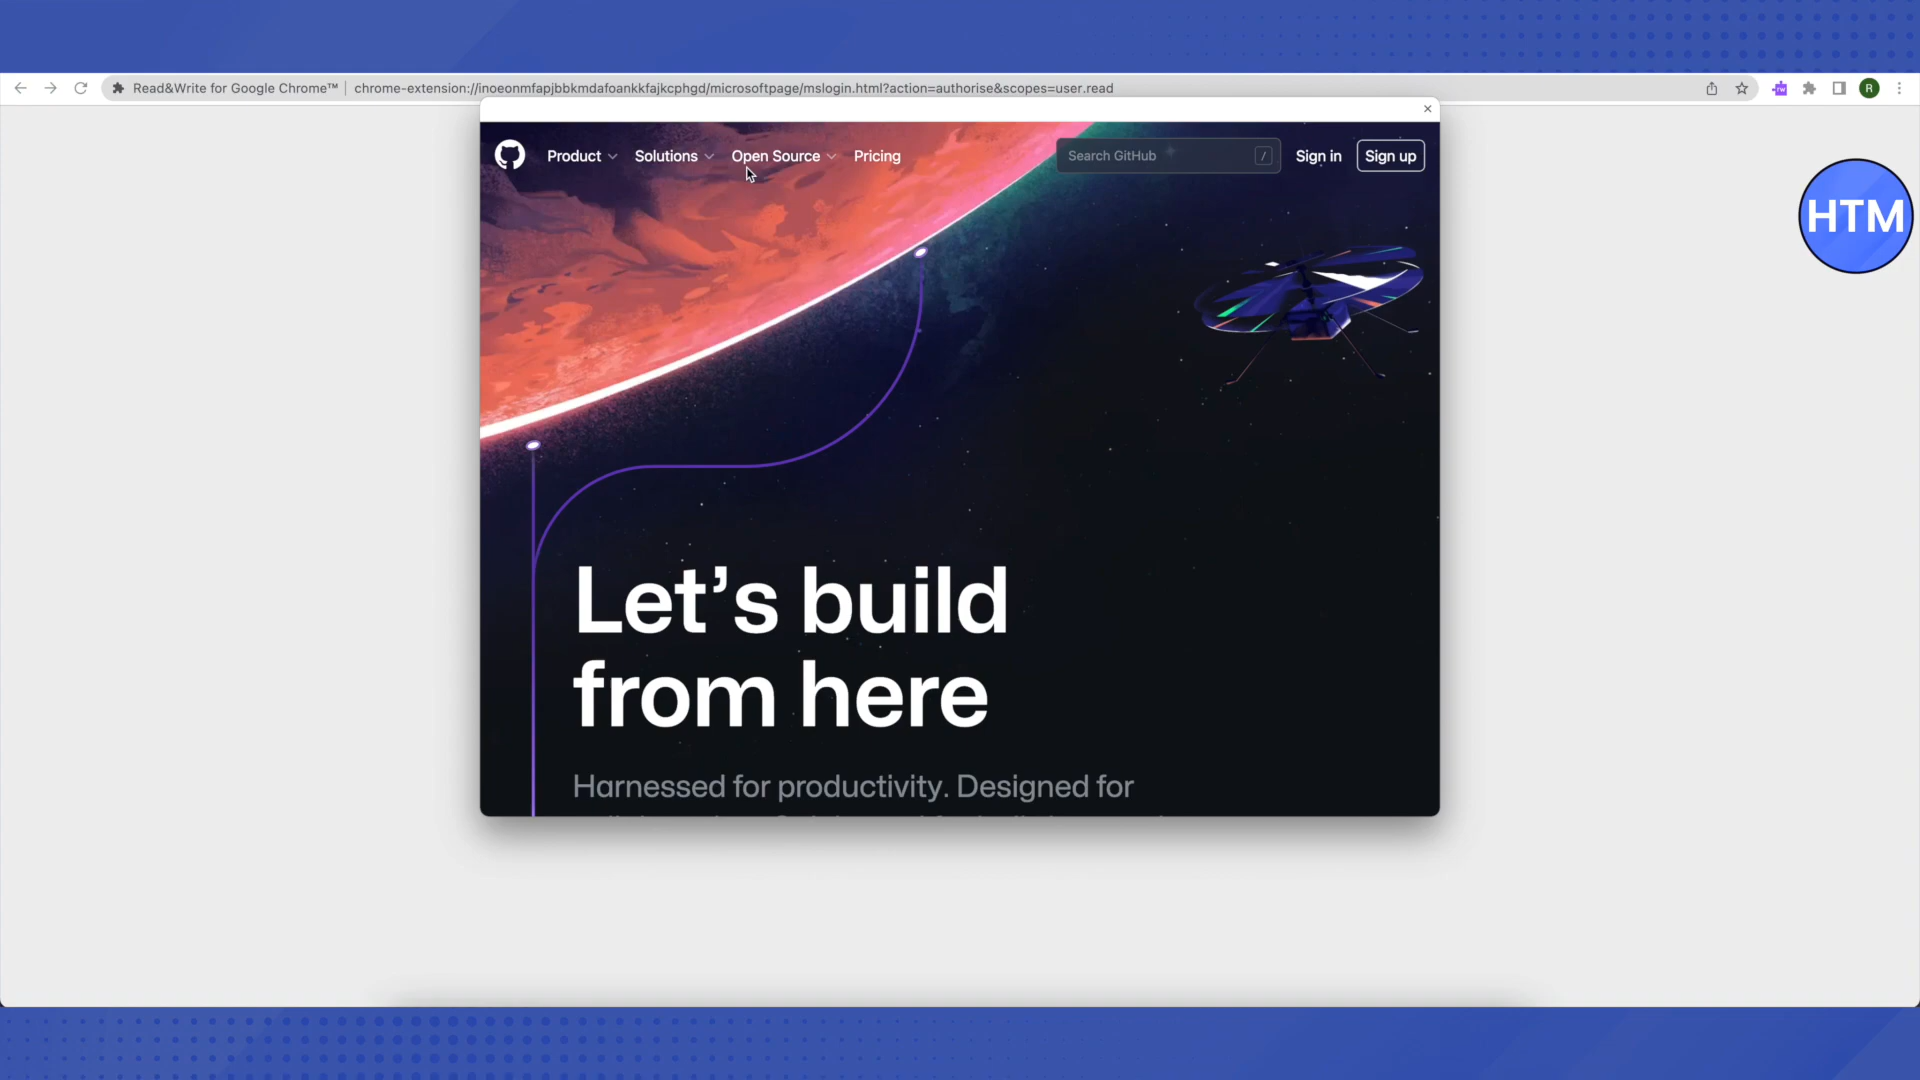 Read&Write for Google Chrome™ | chrome-extension://inoeonmfapjbbkmdafoankkfajkcphgd/microsoftpage/mslogin.html?action=authorise&scopes=user.read
rw
R
Product Solutions Open Source Pricing Search GitHub / Sign in Sign up
HTM
Let’s build
from here
Harnessed for productivity. Designed for